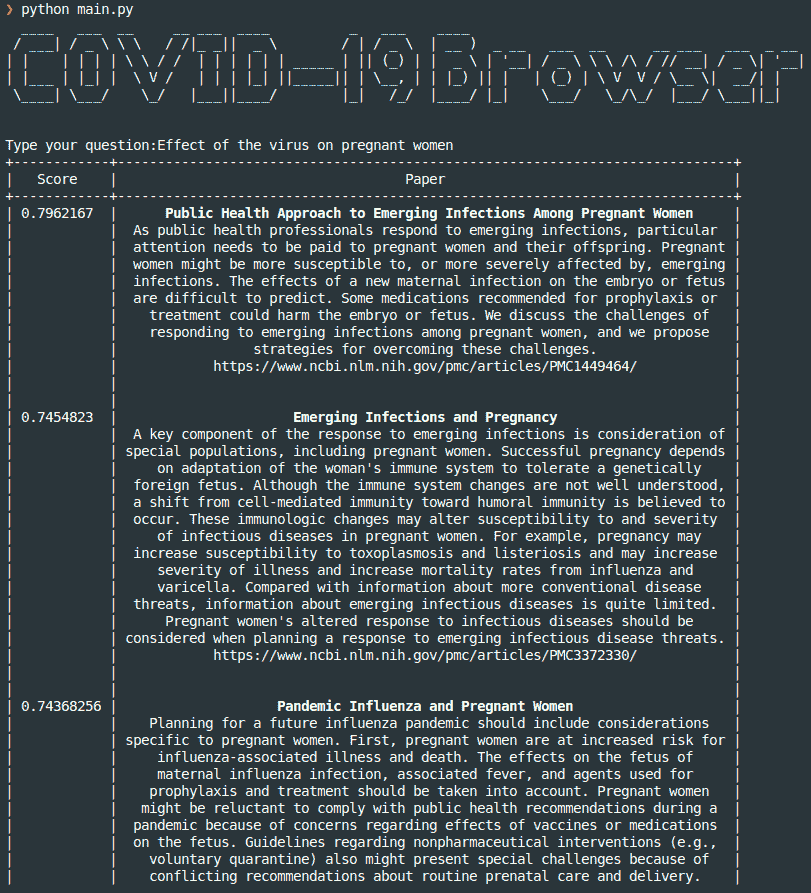 ❯ python main.py
COVID-19 Browser
Type your question:Effect of the virus on pregnant women
Score Paper
0.7962167 Public Health Approach to Emerging Infections Among Pregnant Women
As public health professionals respond to emerging infections, particular
attention needs to be paid to pregnant women and their offspring. Pregnant
women might be more susceptible to, or more severely affected by, emerging
infections. The effects of a new maternal infection on the embryo or fetus
are difficult to predict. Some medications recommended for prophylaxis or
treatment could harm the embryo or fetus. We discuss the challenges of
responding to emerging infections among pregnant women, and we propose
strategies for overcoming these challenges.
https://www.ncbi.nlm.nih.gov/pmc/articles/PMC1449464/
0.7454823 Emerging Infections and Pregnancy
A key component of the response to emerging infections is consideration of
special populations, including pregnant women. Successful pregnancy depends
on adaptation of the woman's immune system to tolerate a genetically
foreign fetus. Although the immune system changes are not well understood,
a shift from cell-mediated immunity toward humoral immunity is believed to
occur. These immunologic changes may alter susceptibility to and severity
of infectious diseases in pregnant women. For example, pregnancy may
increase susceptibility to toxoplasmosis and listeriosis and may increase
severity of illness and increase mortality rates from influenza and
varicella. Compared with information about more conventional disease
threats, information about emerging infectious diseases is quite limited.
Pregnant women's altered response to infectious diseases should be
considered when planning a response to emerging infectious disease threats.
https://www.ncbi.nlm.nih.gov/pmc/articles/PMC3372330/
0.74368256 Pandemic Influenza and Pregnant Women
Planning for a future influenza pandemic should include considerations
specific to pregnant women. First, pregnant women are at increased risk for
influenza-associated illness and death. The effects on the fetus of
maternal influenza infection, associated fever, and agents used for
prophylaxis and treatment should be taken into account. Pregnant women
might be reluctant to comply with public health recommendations during a
pandemic because of concerns regarding effects of vaccines or medications
on the fetus. Guidelines regarding nonpharmaceutical interventions (e.g.,
voluntary quarantine) also might present special challenges because of
conflicting recommendations about routine prenatal care and delivery.